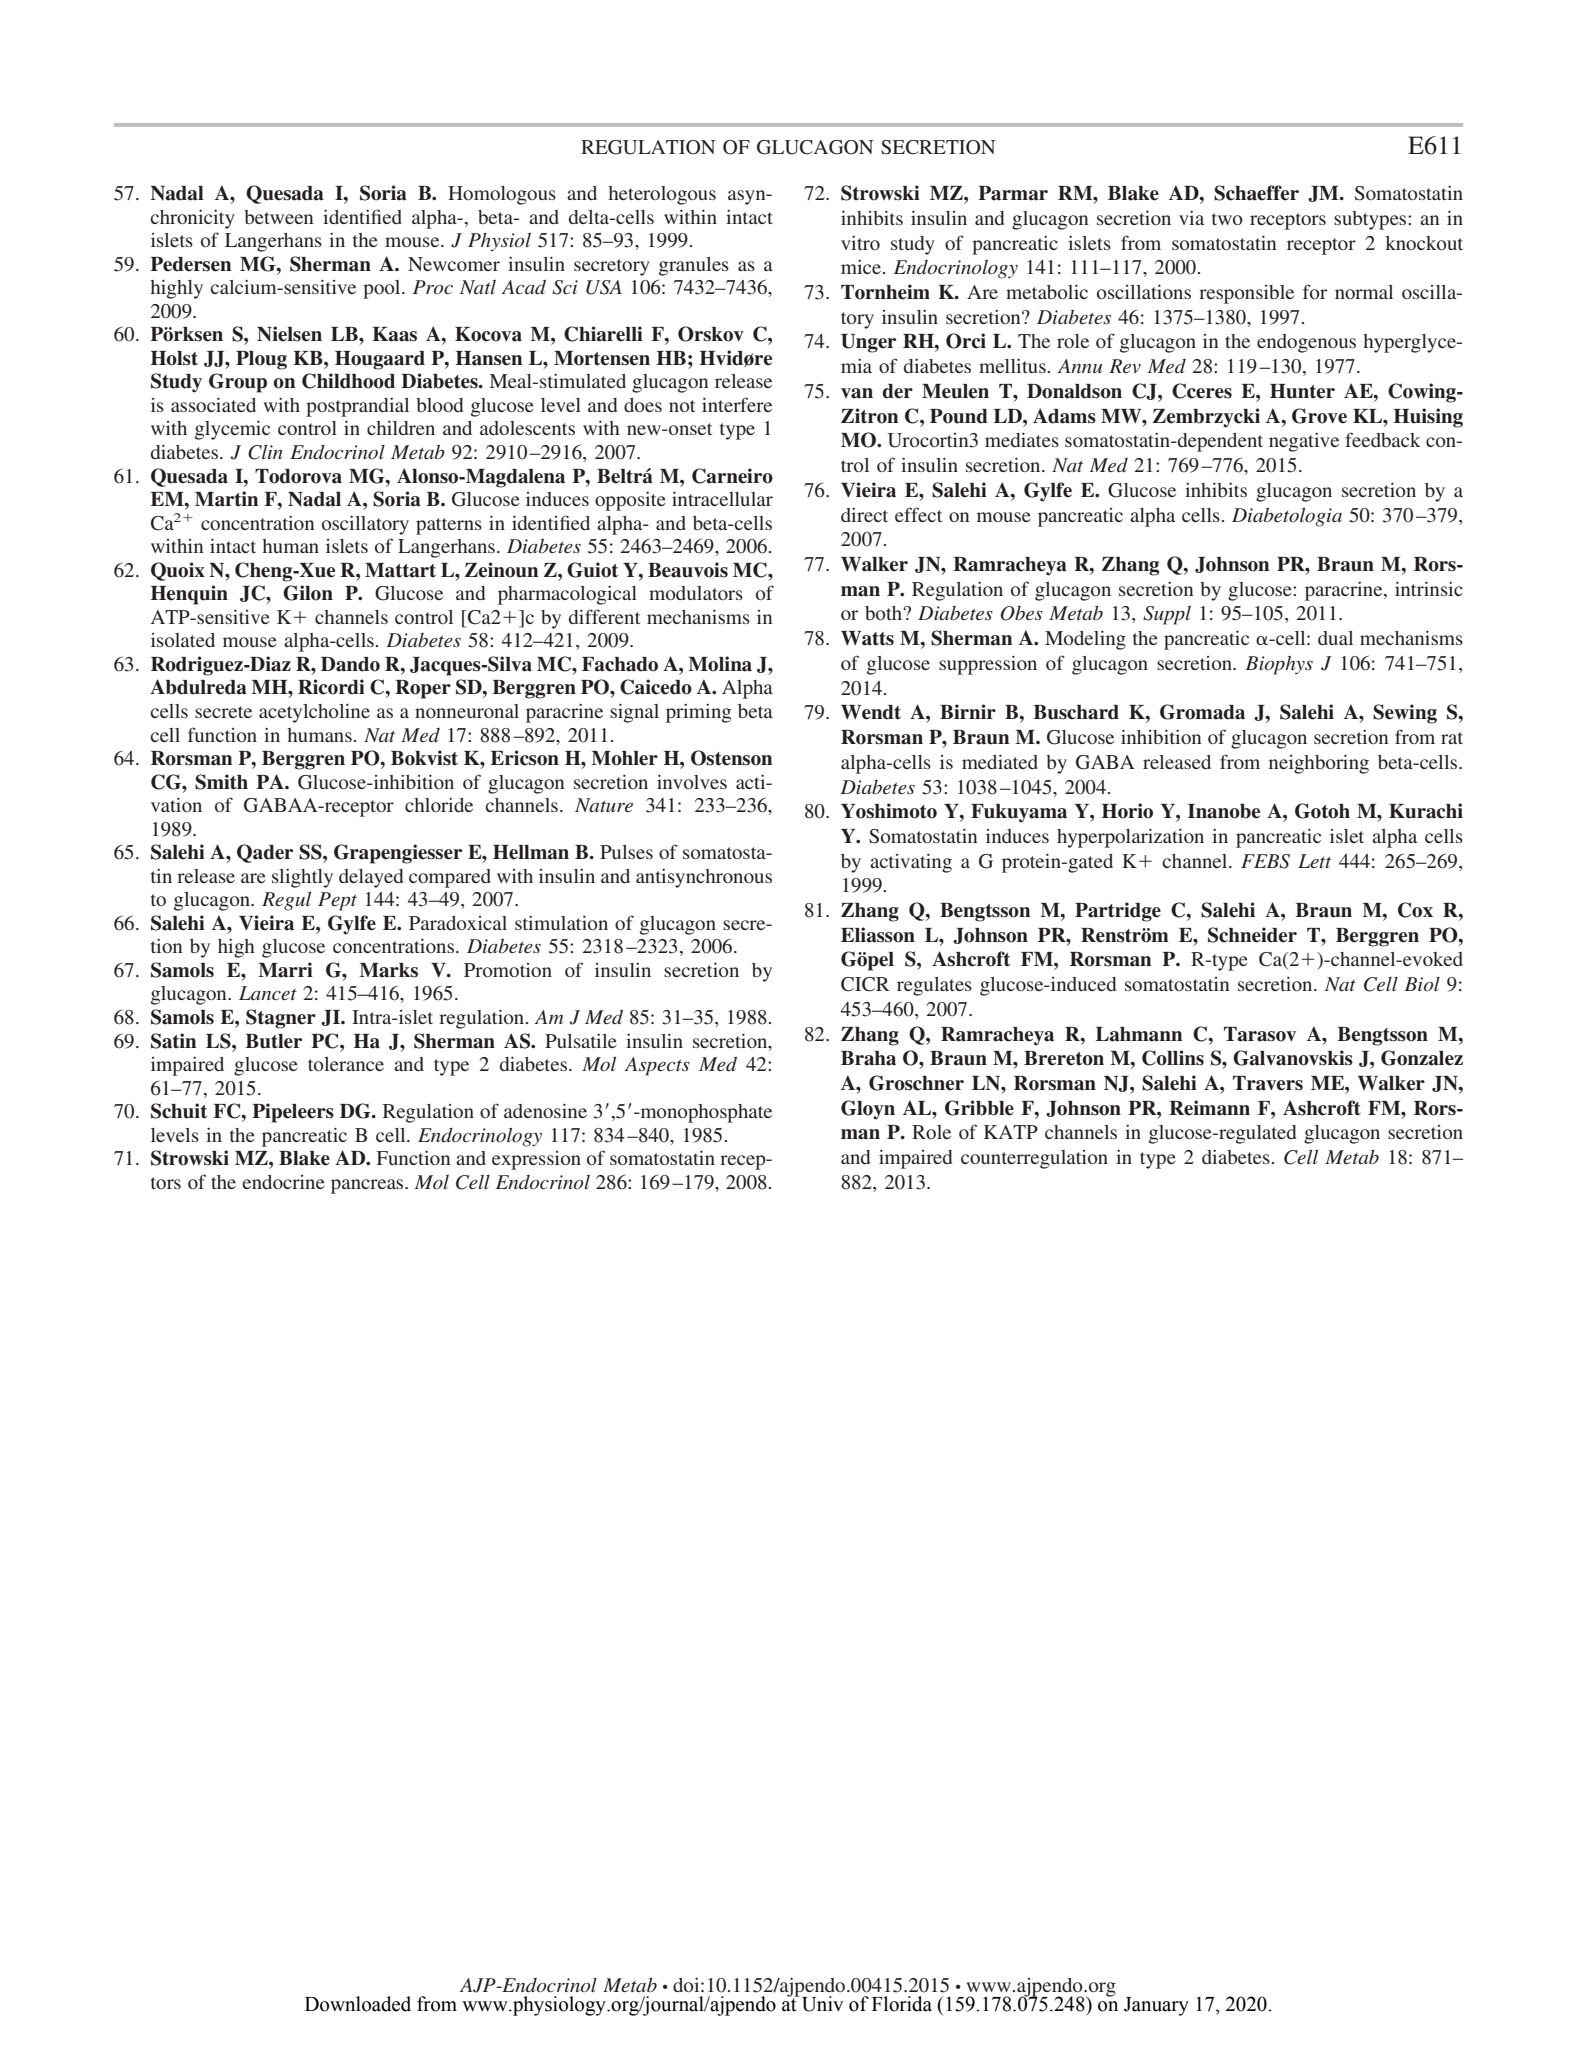 REGULATION OF GLUCAGON SECRETION
E611
57. Nadal A, Quesada I, Soria B. Homologous and heterologous asyn-
chronicity between identified alpha-, beta- and delta-cells within intact
islets of Langerhans in the mouse. J Physiol 517: 85–93, 1999.
59. Pedersen MG, Sherman A. Newcomer insulin secretory granules as a
highly calcium-sensitive pool. Proc Natl Acad Sci USA 106: 7432–7436,
2009.
60. Pörksen S, Nielsen LB, Kaas A, Kocova M, Chiarelli F, Orskov C,
Holst JJ, Ploug KB, Hougaard P, Hansen L, Mortensen HB; Hvidøre
Study Group on Childhood Diabetes. Meal-stimulated glucagon release
is associated with postprandial blood glucose level and does not interfere
with glycemic control in children and adolescents with new-onset type 1
diabetes. J Clin Endocrinol Metab 92: 2910–2916, 2007.
61. Quesada I, Todorova MG, Alonso-Magdalena P, Beltrá M, Carneiro
EM, Martin F, Nadal A, Soria B. Glucose induces opposite intracellular
Ca2+ concentration oscillatory patterns in identified alpha- and beta-cells
within intact human islets of Langerhans. Diabetes 55: 2463–2469, 2006.
62. Quoix N, Cheng-Xue R, Mattart L, Zeinoun Z, Guiot Y, Beauvois MC,
Henquin JC, Gilon P. Glucose and pharmacological modulators of
ATP-sensitive K+ channels control [Ca2+]c by different mechanisms in
isolated mouse alpha-cells. Diabetes 58: 412–421, 2009.
63. Rodriguez-Diaz R, Dando R, Jacques-Silva MC, Fachado A, Molina J,
Abdulreda MH, Ricordi C, Roper SD, Berggren PO, Caicedo A. Alpha
cells secrete acetylcholine as a nonneuronal paracrine signal priming beta
cell function in humans. Nat Med 17: 888–892, 2011.
64. Rorsman P, Berggren PO, Bokvist K, Ericson H, Mohler H, Ostenson
CG, Smith PA. Glucose-inhibition of glucagon secretion involves acti-
vation of GABAA-receptor chloride channels. Nature 341: 233–236,
1989.
65. Salehi A, Qader SS, Grapengiesser E, Hellman B. Pulses of somatosta-
tin release are slightly delayed compared with insulin and antisynchronous
to glucagon. Regul Pept 144: 43–49, 2007.
66. Salehi A, Vieira E, Gylfe E. Paradoxical stimulation of glucagon secre-
tion by high glucose concentrations. Diabetes 55: 2318–2323, 2006.
67. Samols E, Marri G, Marks V. Promotion of insulin secretion by
glucagon. Lancet 2: 415–416, 1965.
68. Samols E, Stagner JI. Intra-islet regulation. Am J Med 85: 31–35, 1988.
69. Satin LS, Butler PC, Ha J, Sherman AS. Pulsatile insulin secretion,
impaired glucose tolerance and type 2 diabetes. Mol Aspects Med 42:
61–77, 2015.
70. Schuit FC, Pipeleers DG. Regulation of adenosine 3′,5′-monophosphate
levels in the pancreatic B cell. Endocrinology 117: 834–840, 1985.
71. Strowski MZ, Blake AD. Function and expression of somatostatin recep-
tors of the endocrine pancreas. Mol Cell Endocrinol 286: 169–179, 2008.
72. Strowski MZ, Parmar RM, Blake AD, Schaeffer JM. Somatostatin
inhibits insulin and glucagon secretion via two receptors subtypes: an in
vitro study of pancreatic islets from somatostatin receptor 2 knockout
mice. Endocrinology 141: 111–117, 2000.
73. Tornheim K. Are metabolic oscillations responsible for normal oscilla-
tory insulin secretion? Diabetes 46: 1375–1380, 1997.
74. Unger RH, Orci L. The role of glucagon in the endogenous hyperglyce-
mia of diabetes mellitus. Annu Rev Med 28: 119–130, 1977.
75. van der Meulen T, Donaldson CJ, Cceres E, Hunter AE, Cowing-
Zitron C, Pound LD, Adams MW, Zembrzycki A, Grove KL, Huising
MO. Urocortin3 mediates somatostatin-dependent negative feedback con-
trol of insulin secretion. Nat Med 21: 769–776, 2015.
76. Vieira E, Salehi A, Gylfe E. Glucose inhibits glucagon secretion by a
direct effect on mouse pancreatic alpha cells. Diabetologia 50: 370–379,
2007.
77. Walker JN, Ramracheya R, Zhang Q, Johnson PR, Braun M, Rors-
man P. Regulation of glucagon secretion by glucose: paracrine, intrinsic
or both? Diabetes Obes Metab 13, Suppl 1: 95–105, 2011.
78. Watts M, Sherman A. Modeling the pancreatic α-cell: dual mechanisms
of glucose suppression of glucagon secretion. Biophys J 106: 741–751,
2014.
79. Wendt A, Birnir B, Buschard K, Gromada J, Salehi A, Sewing S,
Rorsman P, Braun M. Glucose inhibition of glucagon secretion from rat
alpha-cells is mediated by GABA released from neighboring beta-cells.
Diabetes 53: 1038–1045, 2004.
80. Yoshimoto Y, Fukuyama Y, Horio Y, Inanobe A, Gotoh M, Kurachi
Y. Somatostatin induces hyperpolarization in pancreatic islet alpha cells
by activating a G protein-gated K+ channel. FEBS Lett 444: 265–269,
1999.
81. Zhang Q, Bengtsson M, Partridge C, Salehi A, Braun M, Cox R,
Eliasson L, Johnson PR, Renström E, Schneider T, Berggren PO,
Göpel S, Ashcroft FM, Rorsman P. R-type Ca(2+)-channel-evoked
CICR regulates glucose-induced somatostatin secretion. Nat Cell Biol 9:
453–460, 2007.
82. Zhang Q, Ramracheya R, Lahmann C, Tarasov A, Bengtsson M,
Braha O, Braun M, Brereton M, Collins S, Galvanovskis J, Gonzalez
A, Groschner LN, Rorsman NJ, Salehi A, Travers ME, Walker JN,
Gloyn AL, Gribble F, Johnson PR, Reimann F, Ashcroft FM, Rors-
man P. Role of KATP channels in glucose-regulated glucagon secretion
and impaired counterregulation in type 2 diabetes. Cell Metab 18: 871–
882, 2013.
AJP-Endocrinol Metab • doi:10.1152/ajpendo.00415.2015 • www.ajpendo.org
Downloaded from www.physiology.org/journal/ajpendo at Univ of Florida (159.178.075.248) on January 17, 2020.